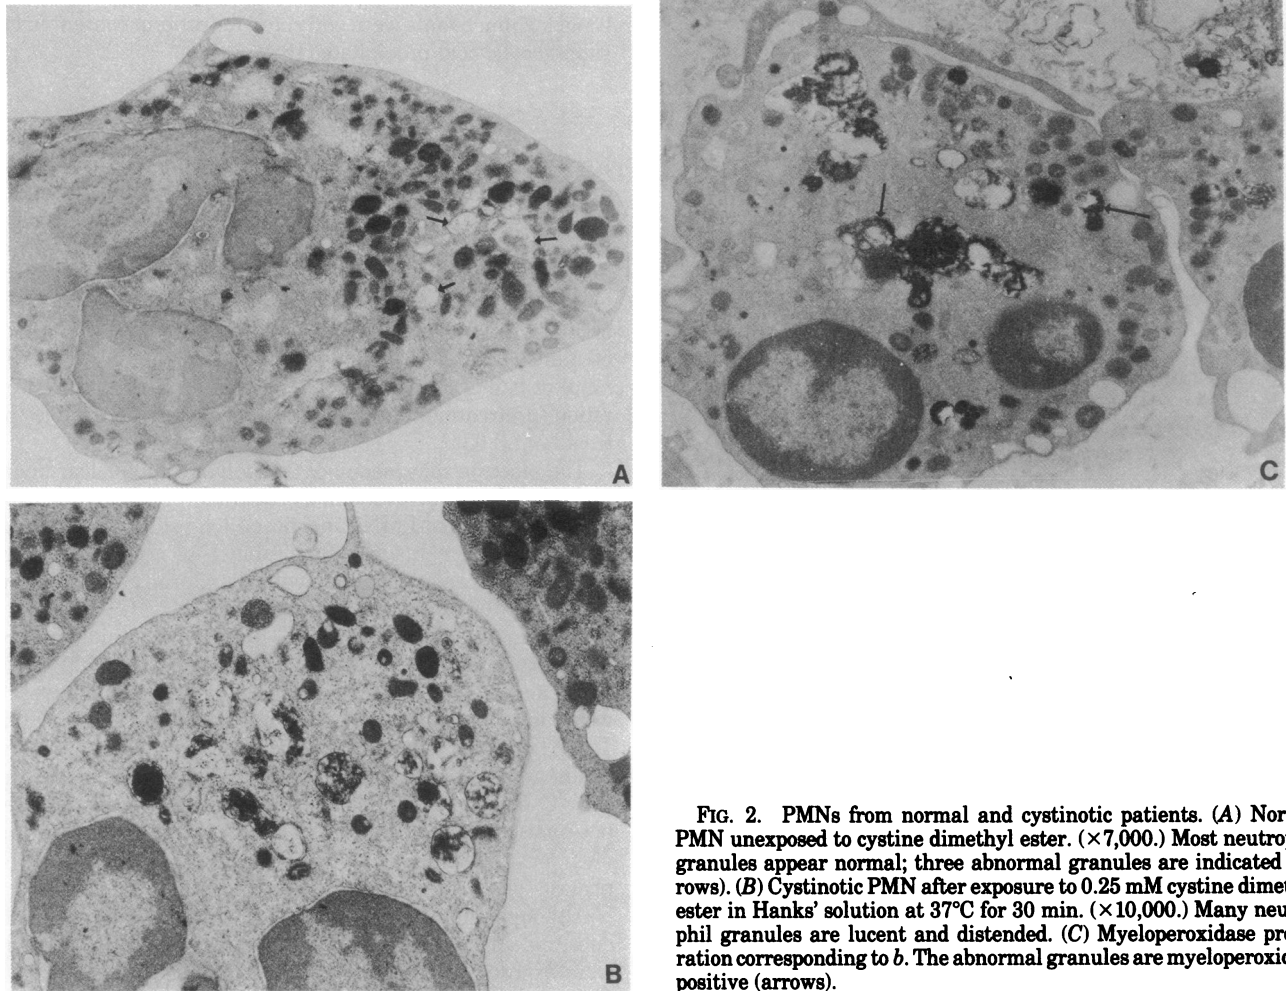 A
C
B
FIG. 2. PMNs from normal and cystinotic patients. (A) Nor
PMN unexposed to cystine dimethyl ester. (×7,000.) Most neutro
granules appear normal; three abnormal granules are indicated
rows). (B) Cystinotic PMN after exposure to 0.25 mM cystine dimet
ester in Hanks' solution at 37°C for 30 min. (×10,000.) Many neu
phil granules are lucent and distended. (C) Myeloperoxidase pre
ration corresponding to b. The abnormal granules are myeloperoxid
positive (arrows).